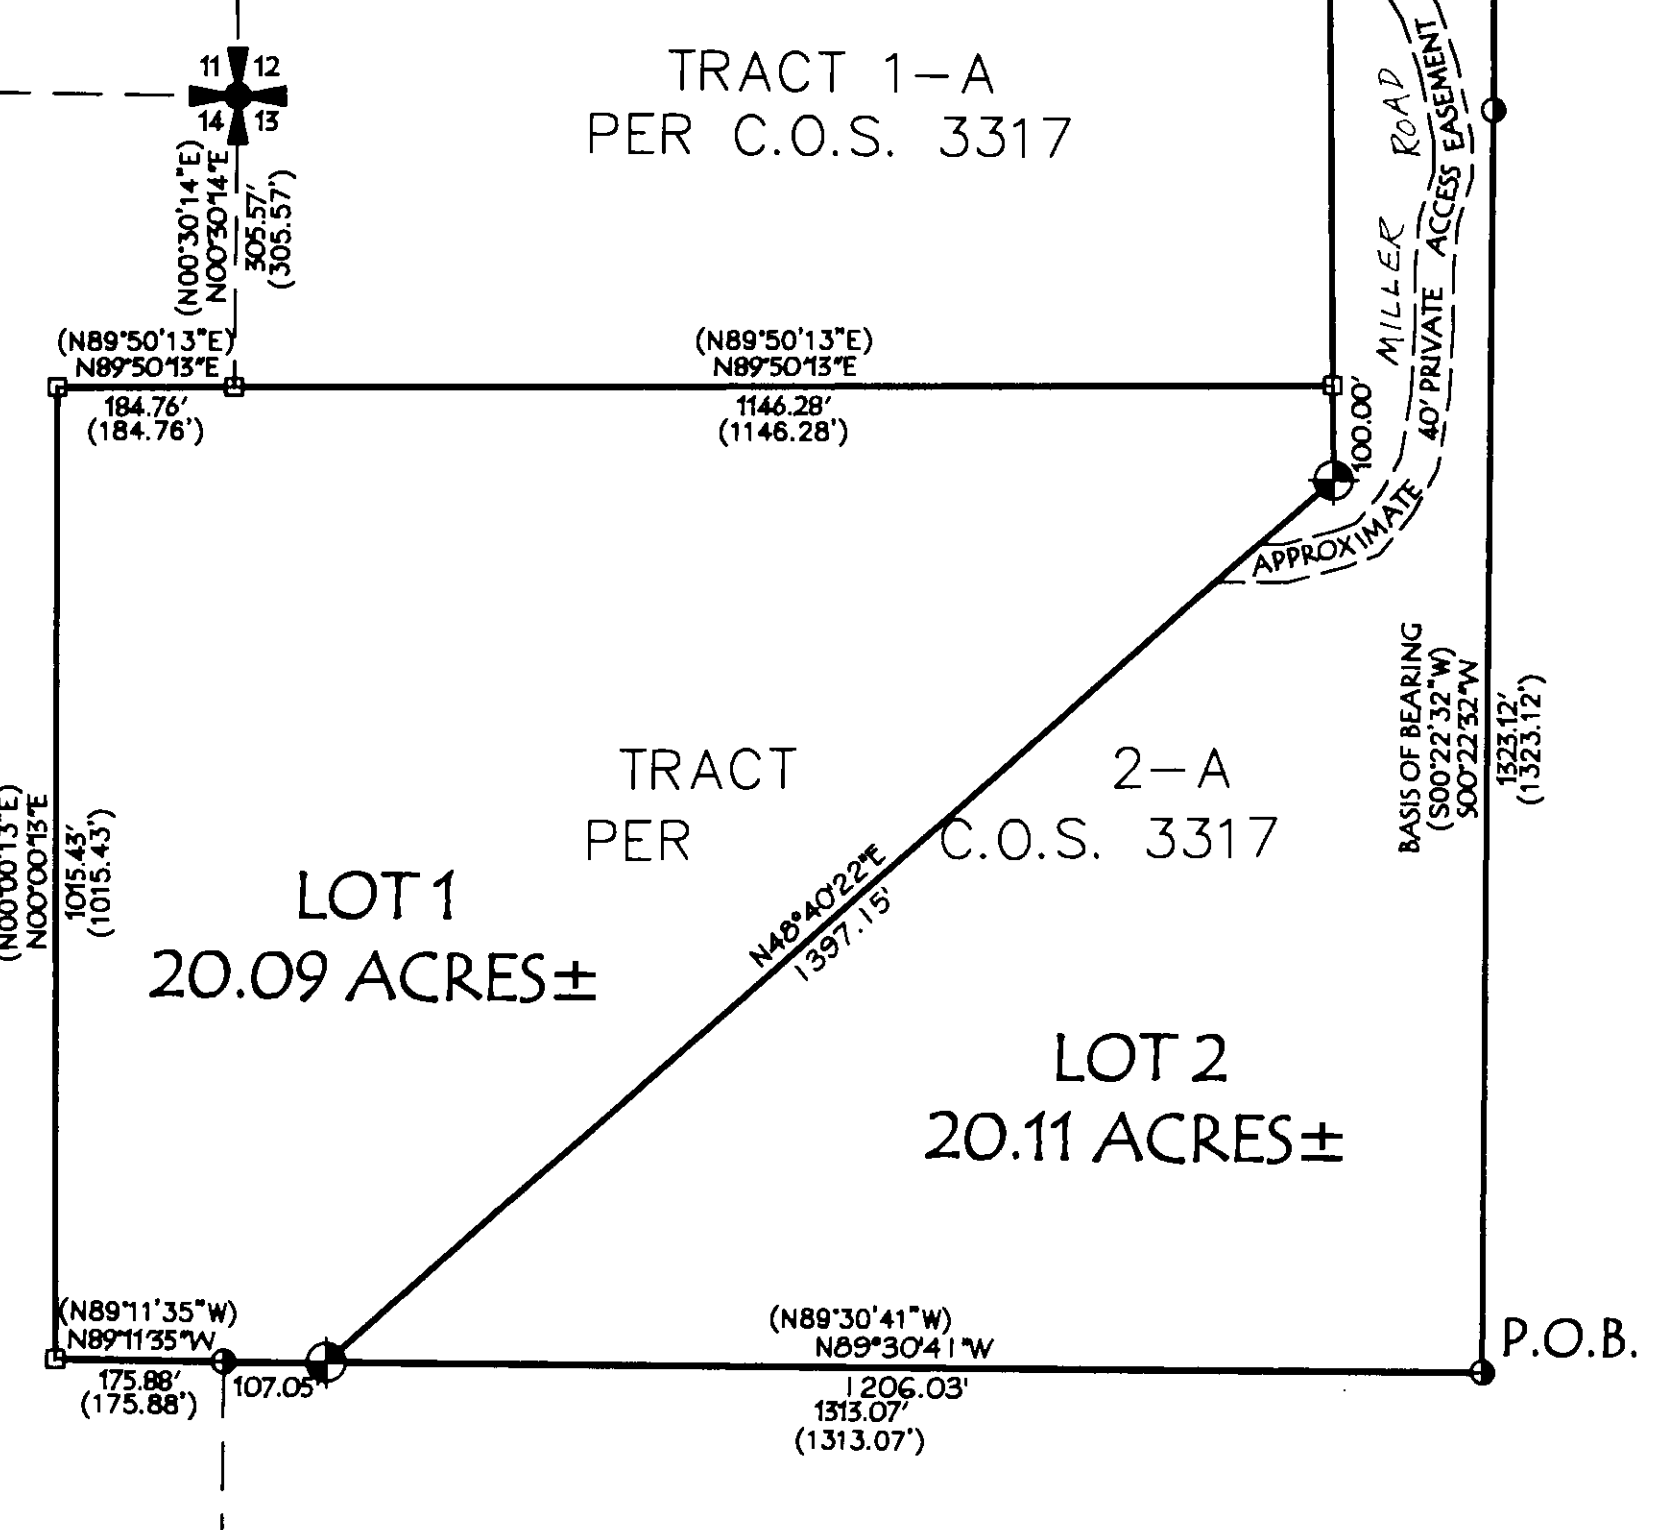 TRACT 1-A
PER C.O.S. 3317
11 12
14 13
(N00°30'14"E)
N00°30'14"E
305.57'
(305.57')
(N89°50'13"E)
N89°50'13"E
184.76'
(184.76')
(N89°50'13"E)
N89°50'13"E
1146.28'
(1146.28')
100.00'
MILLER ROAD
APPROXIMATE 40' PRIVATE ACCESS EASEMENT
BASIS OF BEARING
(S00°22'32"W)
S00°22'32"W
1323.12'
(1323.12')
TRACT 2-A
PER C.O.S. 3317
(N00°00'13"E)
N00°00'13"E
1015.43'
(1015.43')
LOT 1
20.09 ACRES±
N48°40'22"E
1397.15'
LOT 2
20.11 ACRES±
(N89°11'35"W)
N89°11'35"W
175.88'
(175.88')
107.05'
(N89°30'41"W)
N89°30'41"W
1206.03'
1313.07'
(1313.07')
P.O.B.